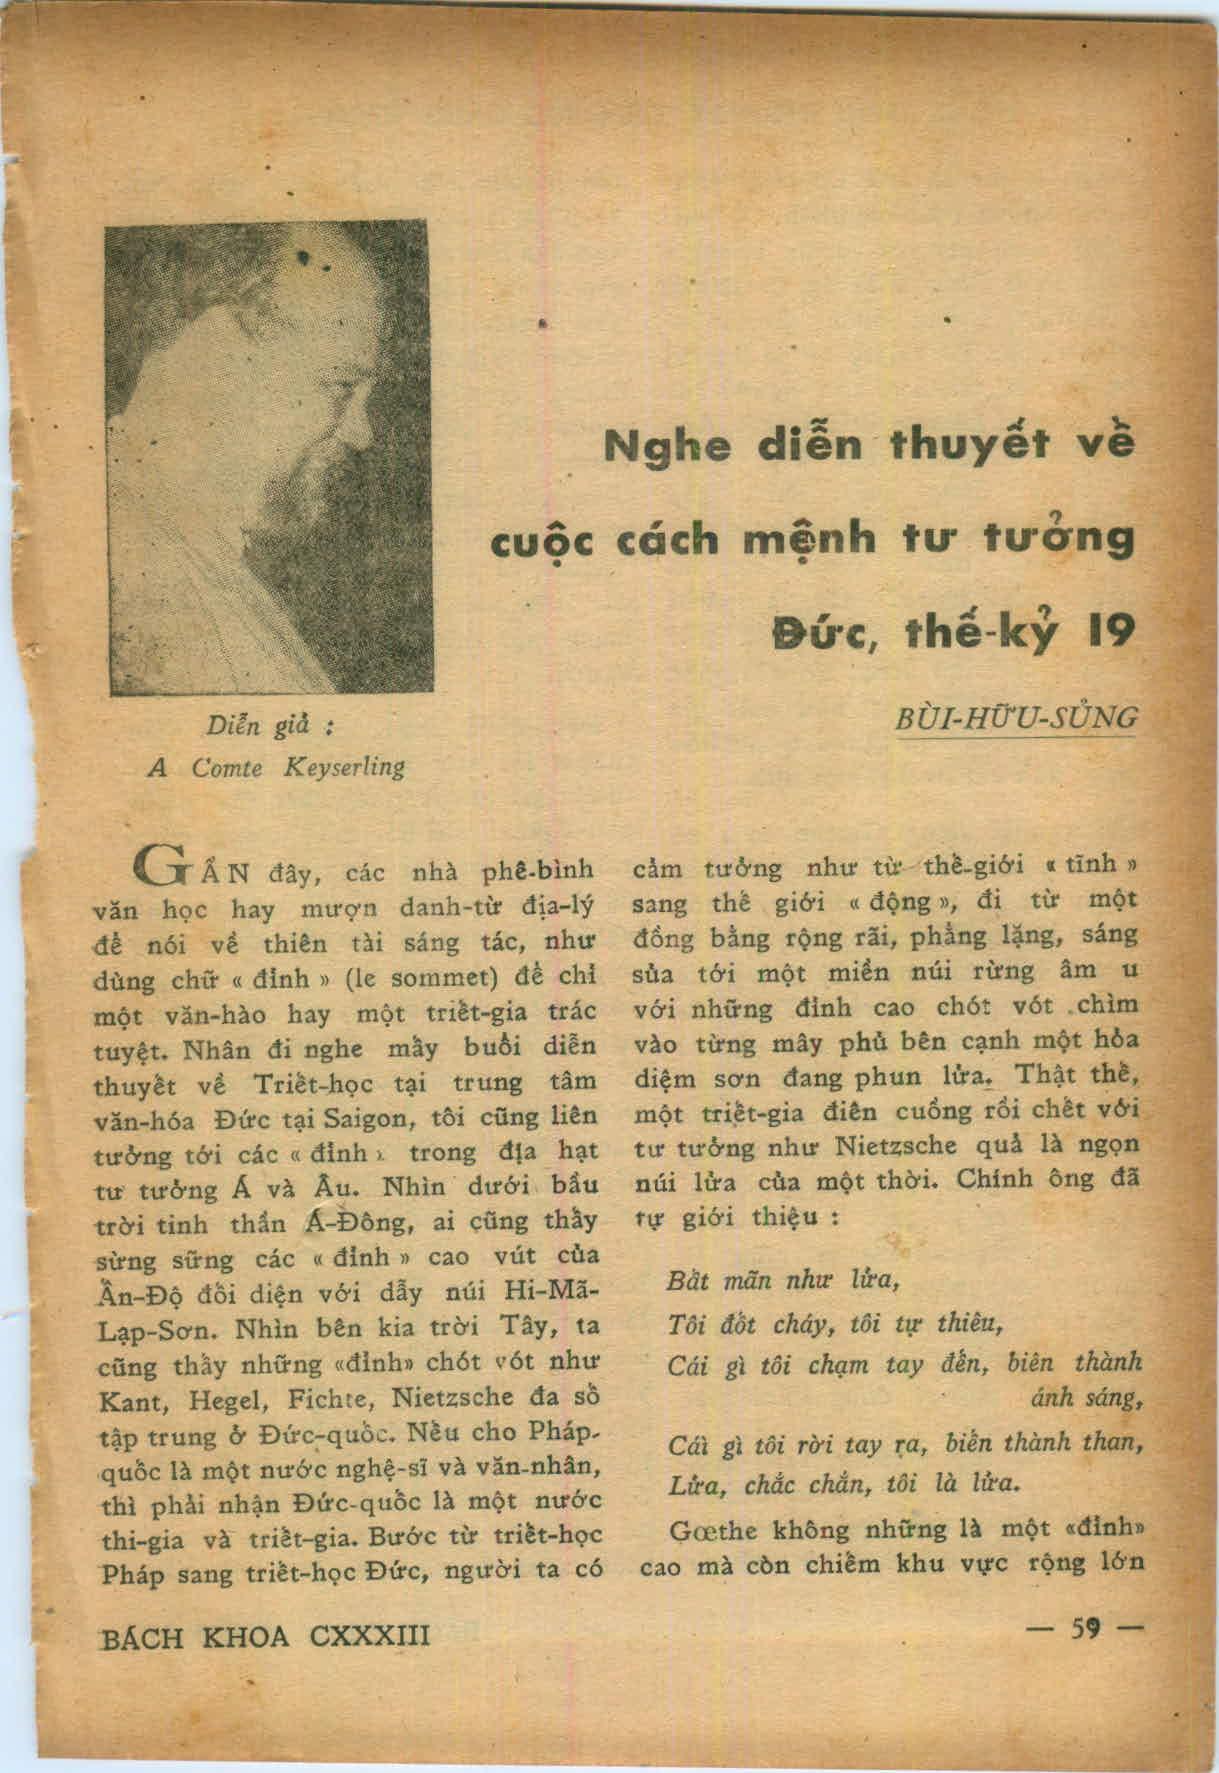 Nghe diễn thuyết về
cuộc cách mệnh tư tưởng
Đức, thế-kỷ 19
BÙI-HỮU-SỦNG
Diễn giả :
A Comte Keyserling
GẦN đây, các nhà phê-bình
văn học hay mượn danh-từ địa-lý
để nói về thiên tài sáng tác, như
dùng chữ « đỉnh » (le sommet) để chỉ
một văn-hào hay một triết-gia trác
tuyệt. Nhân đi nghe mấy buổi diễn
thuyết về Triết-học tại trung tâm
văn-hóa Đức tại Saigon, tôi cũng liên
tưởng tới các « đỉnh » trong địa hạt
tư tưởng Á và Âu. Nhìn dưới bầu
trời tinh thần Á-Đông, ai cũng thấy
sừng sững các « đỉnh » cao vút của
Ấn-Độ đối diện với dẫy núi Hi-Mã-
Lạp-Sơn. Nhìn bên kia trời Tây, ta
cũng thấy những «đỉnh» chót vót như
Kant, Hegel, Fichte, Nietzsche đa số
tập trung ở Đức-quốc. Nếu cho Pháp-
quốc là một nước nghệ-sĩ và văn-nhân,
thì phải nhận Đức-quốc là một nước
thi-gia và triết-gia. Bước từ triết-học
Pháp sang triết-học Đức, người ta có
cảm tưởng như từ thế-giới « tĩnh »
sang thế giới « động », đi từ một
đồng bằng rộng rãi, phẳng lặng, sáng
sủa tới một miền núi rừng âm u
với những đỉnh cao chót vót chìm
vào từng mây phủ bên cạnh một hỏa
diệm sơn đang phun lửa. Thật thế,
một triết-gia điên cuồng rồi chết với
tư tưởng như Nietzsche quả là ngọn
núi lửa của một thời. Chính ông đã
tự giới thiệu :
Bất mãn như lửa,
Tôi đốt cháy, tôi tự thiêu,
Cái gì tôi chạm tay đến, biến thành
ánh sáng,
Cái gì tôi rời tay ra, biến thành than,
Lửa, chắc chắn, tôi là lửa.
Gœthe không những là một «đỉnh»
cao mà còn chiếm khu vực rộng lớn
BÁCH KHOA CXXXIII
— 59 —